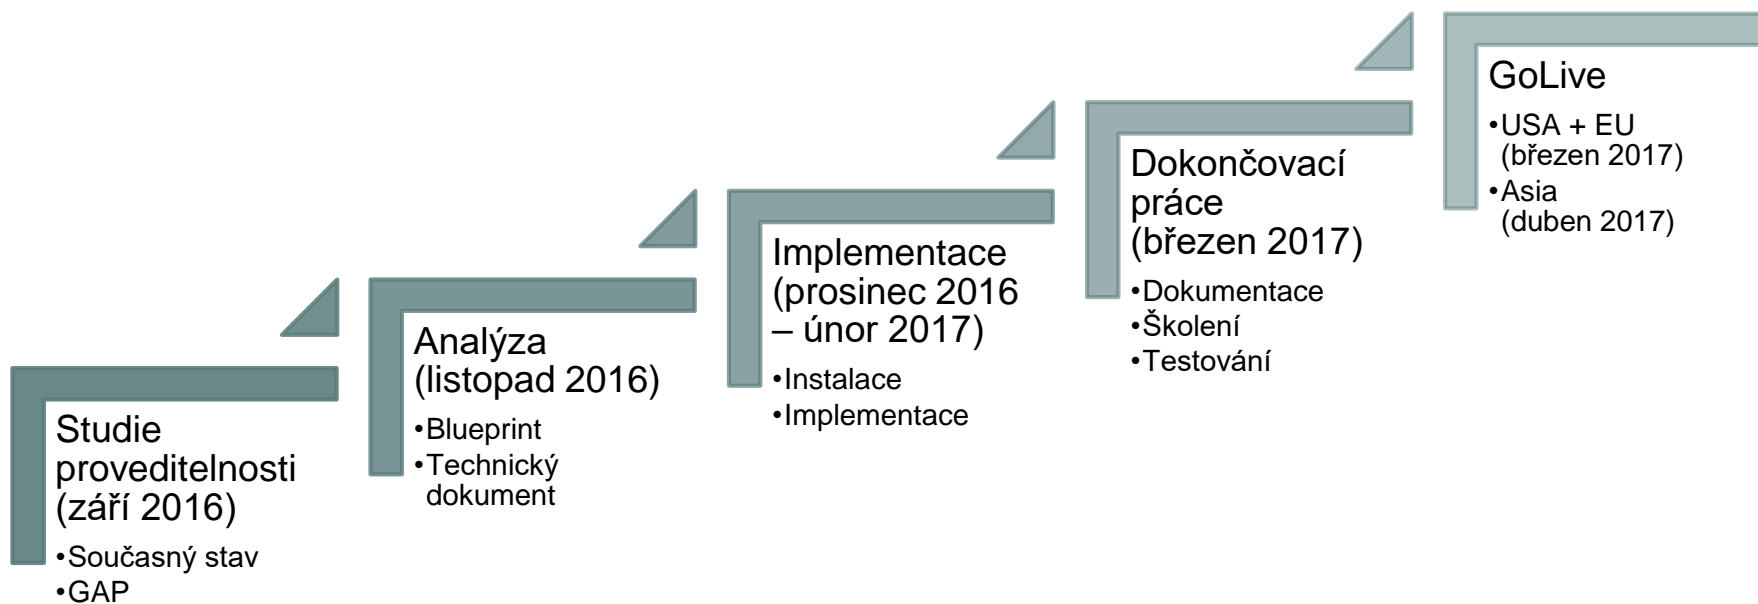 Studie
proveditelnosti
(září 2016)
•Současný stav
•GAP
Analýza
(listopad 2016)
•Blueprint
•Technický
dokument
Implementace
(prosinec 2016
– únor 2017)
•Instalace
•Implementace
Dokončovací
práce
(březen 2017)
•Dokumentace
•Školení
•Testování
GoLive
•USA + EU
(březen 2017)
•Asia
(duben 2017)